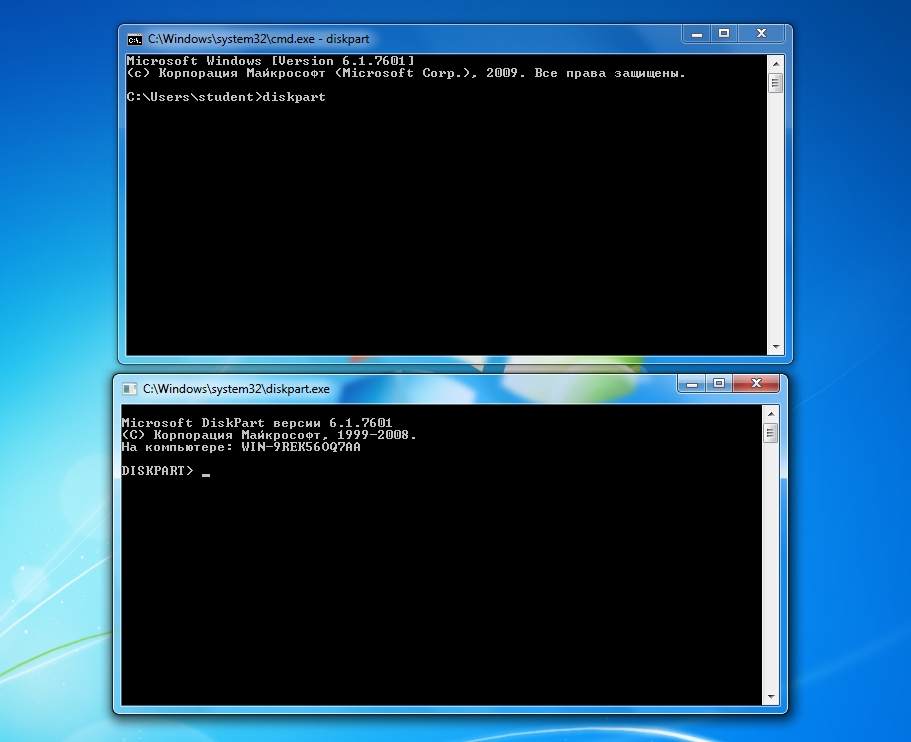 C:\Windows\system32\cmd.exe - diskpart
Microsoft Windows [Version 6.1.7601]
(c) Корпорация Майкрософт (Microsoft Corp.), 2009. Все права защищены.
C:\Users\student>diskpart
C:\Windows\system32\diskpart.exe
Microsoft DiskPart версии 6.1.7601
(C) Корпорация Майкрософт, 1999-2008.
На компьютере: WIN-9REK56OQ7AA
DISKPART> _